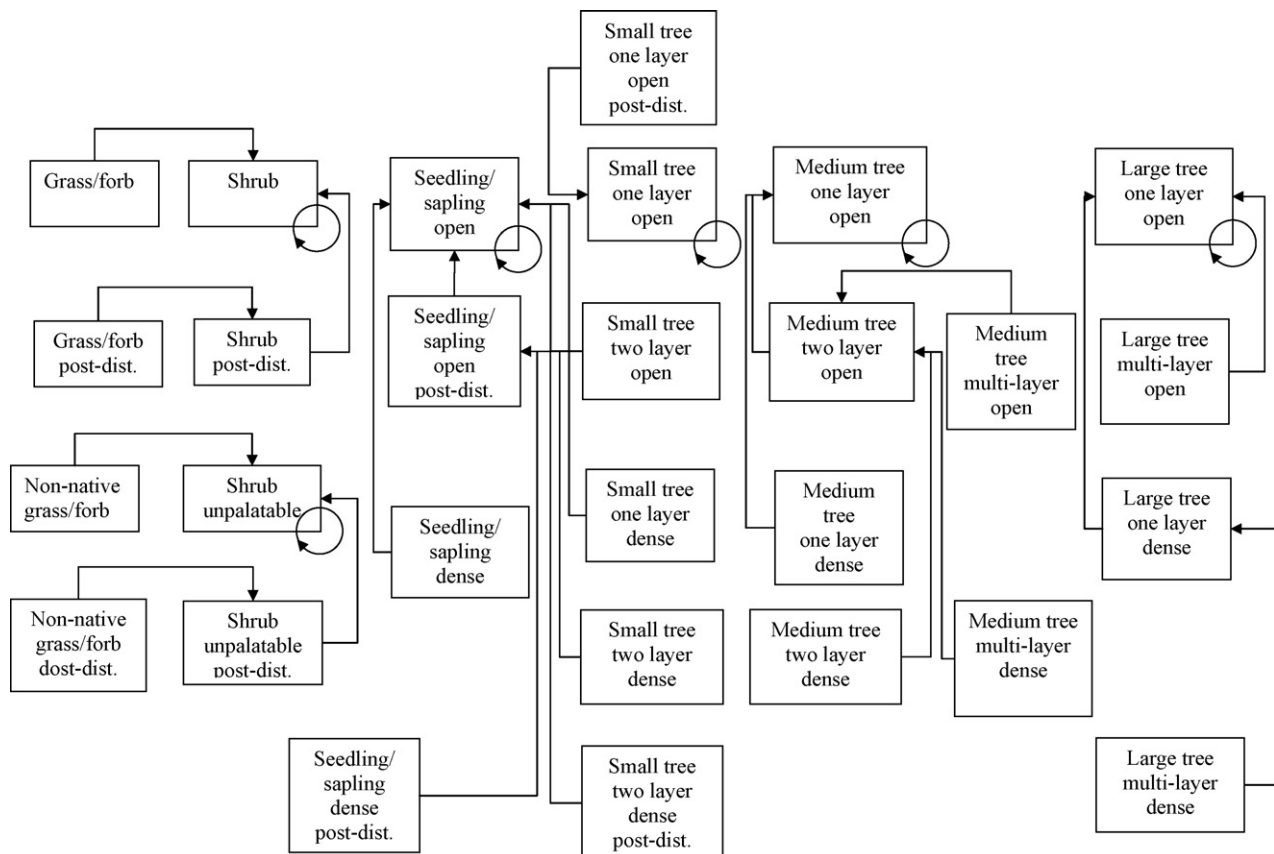 Small tree
one layer
open
post-dist.
Grass/forb
Shrub
Seedling/
sapling
open
Small tree
one layer
open
Medium tree
one layer
open
Large tree
one layer
open
Grass/forb
post-dist.
Shrub
post-dist.
Seedling/
sapling
open
post-dist.
Small tree
two layer
open
Medium tree
two layer
open
Medium
tree
multi-layer
open
Large tree
multi-layer
open
Non-native
grass/forb
Shrub
unpalatable
Seedling/
sapling
dense
Small tree
one layer
dense
Medium
tree
one layer
dense
Large tree
one layer
dense
Non-native
grass/forb
dost-dist.
Shrub
unpalatable
post-dist.
Small tree
two layer
dense
Medium tree
two layer
dense
Medium tree
multi-layer
dense
Seedling/
sapling
dense
post-dist.
Small tree
two layer
dense
post-dist.
Large tree
multi-layer
dense